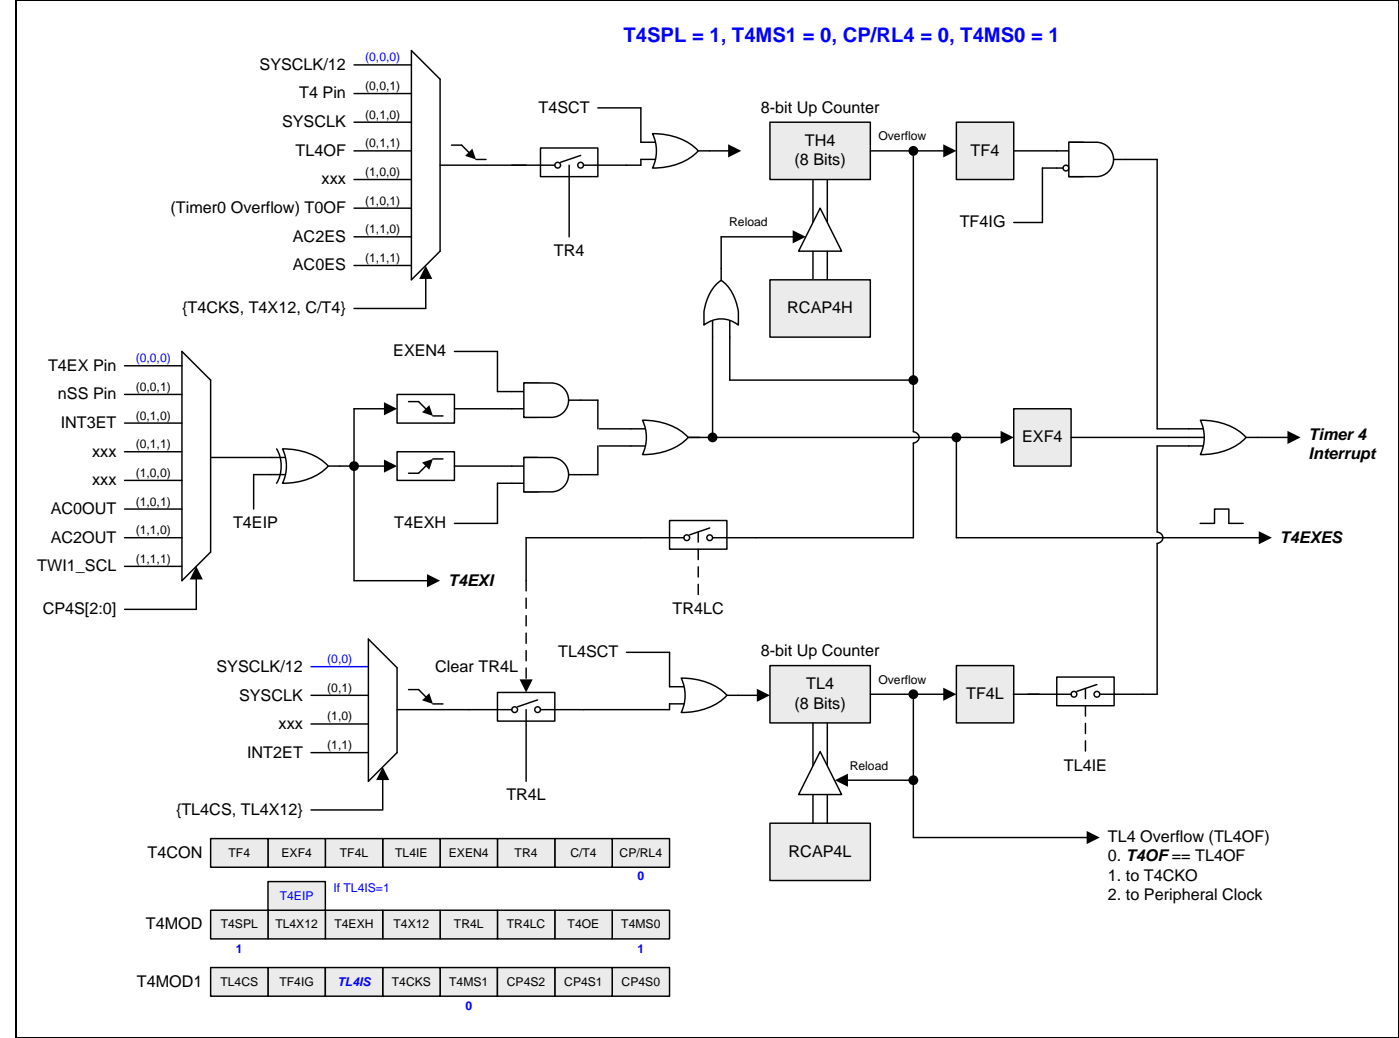 T4SPL = 1, T4MS1 = 0, CP/RL4 = 0, T4MS0 = 1
SYSCLK/12 (0,0,0)
T4 Pin (0,0,1)
SYSCLK (0,1,0)
TL4OF (0,1,1)
xxx (1,0,0)
(Timer0 Overflow) T0OF (1,0,1)
AC2ES (1,1,0)
AC0ES (1,1,1)
{T4CKS, T4X12, C/T4}
TR4
T4SCT
8-bit Up Counter
TH4
(8 Bits)
Overflow
TF4
TF4IG
Reload
RCAP4H
T4EX Pin (0,0,0)
nSS Pin (0,0,1)
INT3ET (0,1,0)
xxx (0,1,1)
xxx (1,0,0)
AC0OUT (1,0,1)
AC2OUT (1,1,0)
TWI1_SCL (1,1,1)
CP4S[2:0]
T4EIP
EXEN4
T4EXH
T4EXI
EXF4
Timer 4
Interrupt
T4EXES
TR4LC
SYSCLK/12 (0,0)
SYSCLK (0,1)
xxx (1,0)
INT2ET (1,1)
{TL4CS, TL4X12}
Clear TR4L
TR4L
TL4SCT
8-bit Up Counter
TL4
(8 Bits)
Overflow
TF4L
TL4IE
Reload
RCAP4L
TL4 Overflow (TL4OF)
0. T4OF == TL4OF
1. to T4CKO
2. to Peripheral Clock
T4CON TF4 EXF4 TF4L TL4IE EXEN4 TR4 C/T4 CP/RL4
0
T4EIP If TL4IS=1
T4MOD T4SPL TL4X12 T4EXH T4X12 TR4L TR4LC T4OE T4MS0
1 1
T4MOD1 TL4CS TF4IG TL4IS T4CKS T4MS1 CP4S2 CP4S1 CP4S0
0